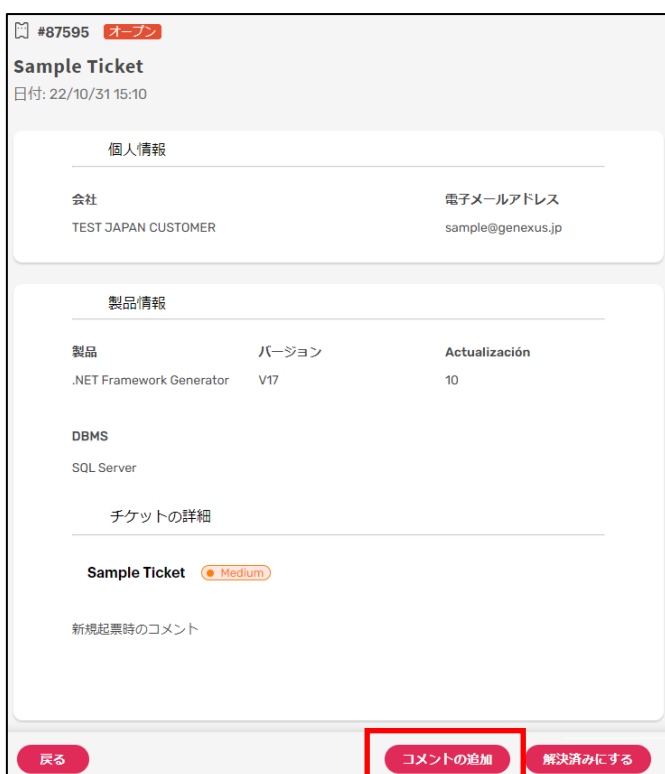 #87595 オープン
Sample Ticket
日付: 22/10/31 15:10
個人情報
会社 電子メールアドレス
TEST JAPAN CUSTOMER sample@genexus.jp
製品情報
製品 バージョン Actualización
.NET Framework Generator V17 10
DBMS
SQL Server
チケットの詳細
Sample Ticket Medium
新規起票時のコメント
戻る コメントの追加 解決済みにする